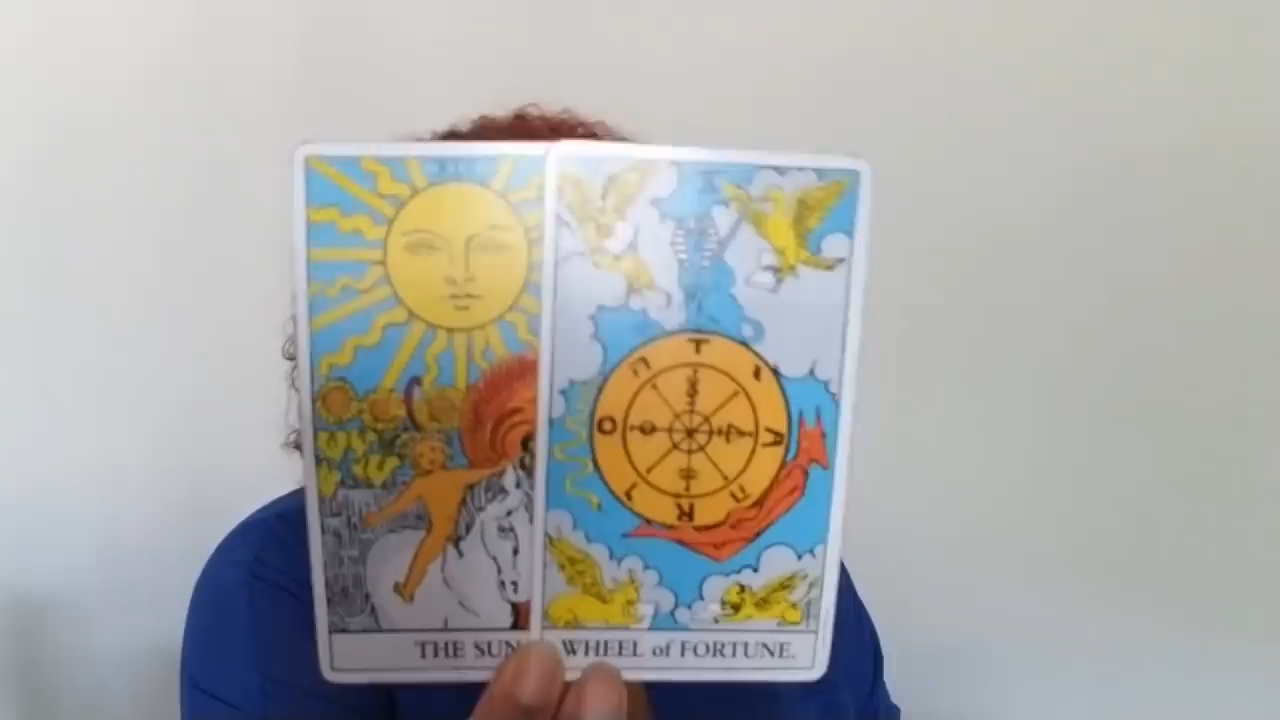 THE SUN
WHEEL of FORTUNE.
T
A
R
O